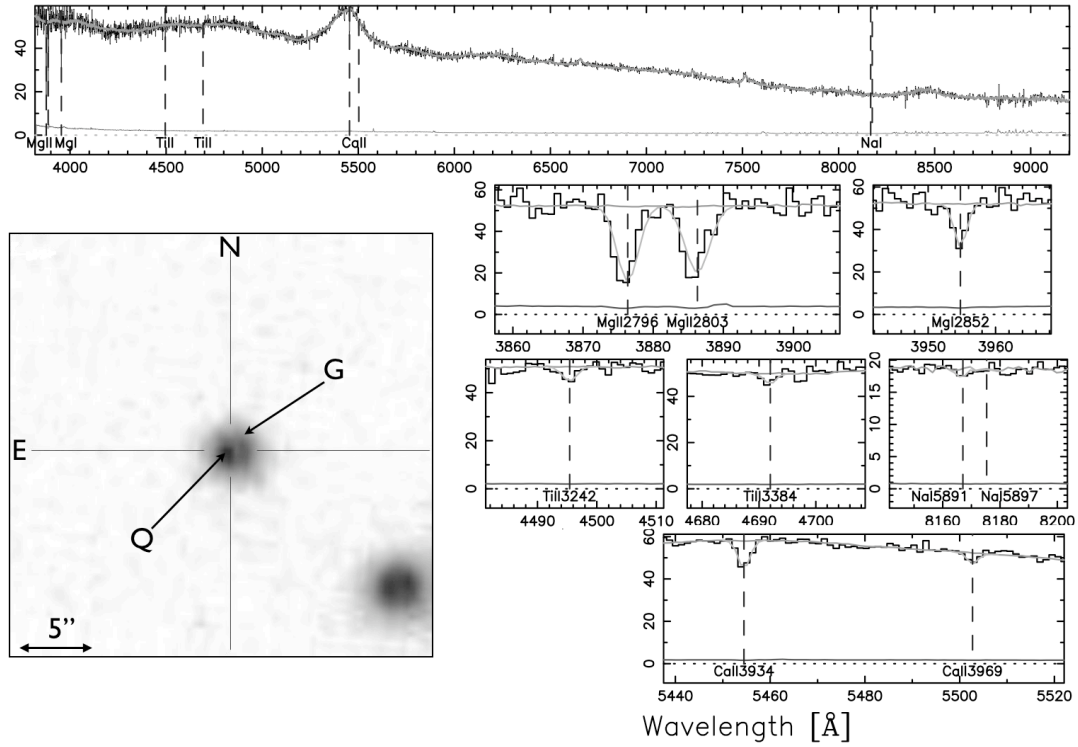 60
40
20
0
MgII MgI TiII TiII CaII NaI
4000 4500 5000 5500 6000 6500 7000 7500 8000 8500 9000
60
40
20
0
MgII2796 MgII2803
3860 3870 3880 3890 3900
60
40
20
0
MgI2852
3950 3960
N
G
E
Q
5’’
40
20
0
TiII3242
4490 4500 4511
40
20
0
TiII3384
4680 4690 4700
20
15
10
5
0
NaI5891 NaI5897
8160 8175 8200
60
40
20
0
CaII3934 CaII3969
5440 5460 5480 5500 5520
Wavelength [Å]